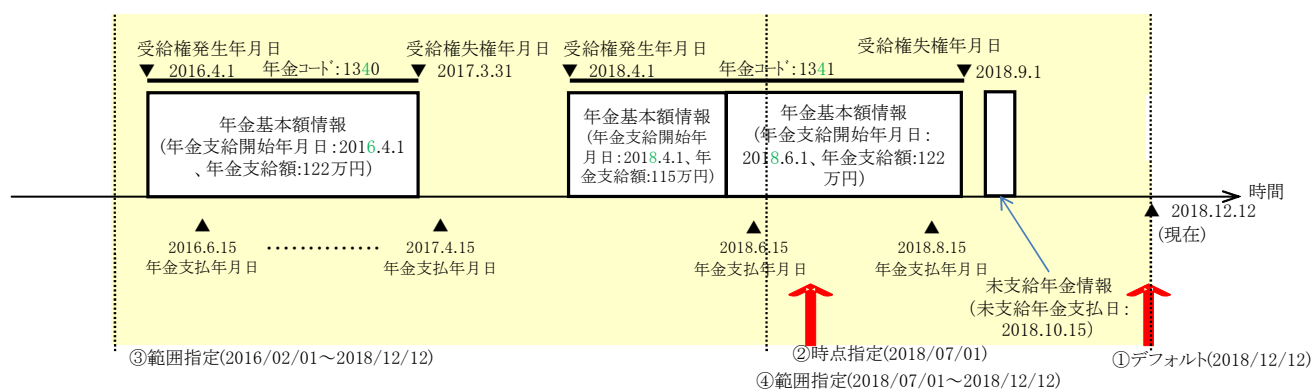 受給権発生年月日
2016.4.1
年金コード:1340
受給権失権年月日
2017.3.31
受給権発生年月日
2018.4.1
年金コード:1341
受給権失権年月日
2018.9.1
年金基本額情報
(年金支給開始年月日:2016.4.1
、年金支給額:122万円)
年金基本額情報
(年金支給開始年
月日:2018.4.1、年
金支給額:115万円)
年金基本額情報
(年金支給開始年月日:
2018.6.1、年金支給額:122
万円)
時間
2016.6.15
年金支払年月日
2017.4.15
年金支払年月日
2018.6.15
年金支払年月日
2018.8.15
年金支払年月日
2018.12.12
(現在)
未支給年金情報
(未支給年金支払日:
2018.10.15)
③範囲指定(2016/02/01～2018/12/12)
②時点指定(2018/07/01)
①デフォルト(2018/12/12)
④範囲指定(2018/07/01～2018/12/12)